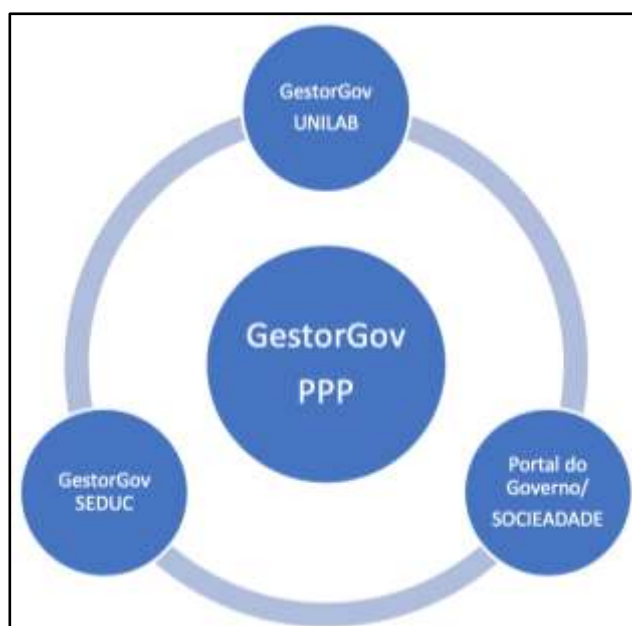 GestorGov
UNILAB
GestorGov
PPP
GestorGov
SEDUC
Portal do
Governo/
SOCIEADADE